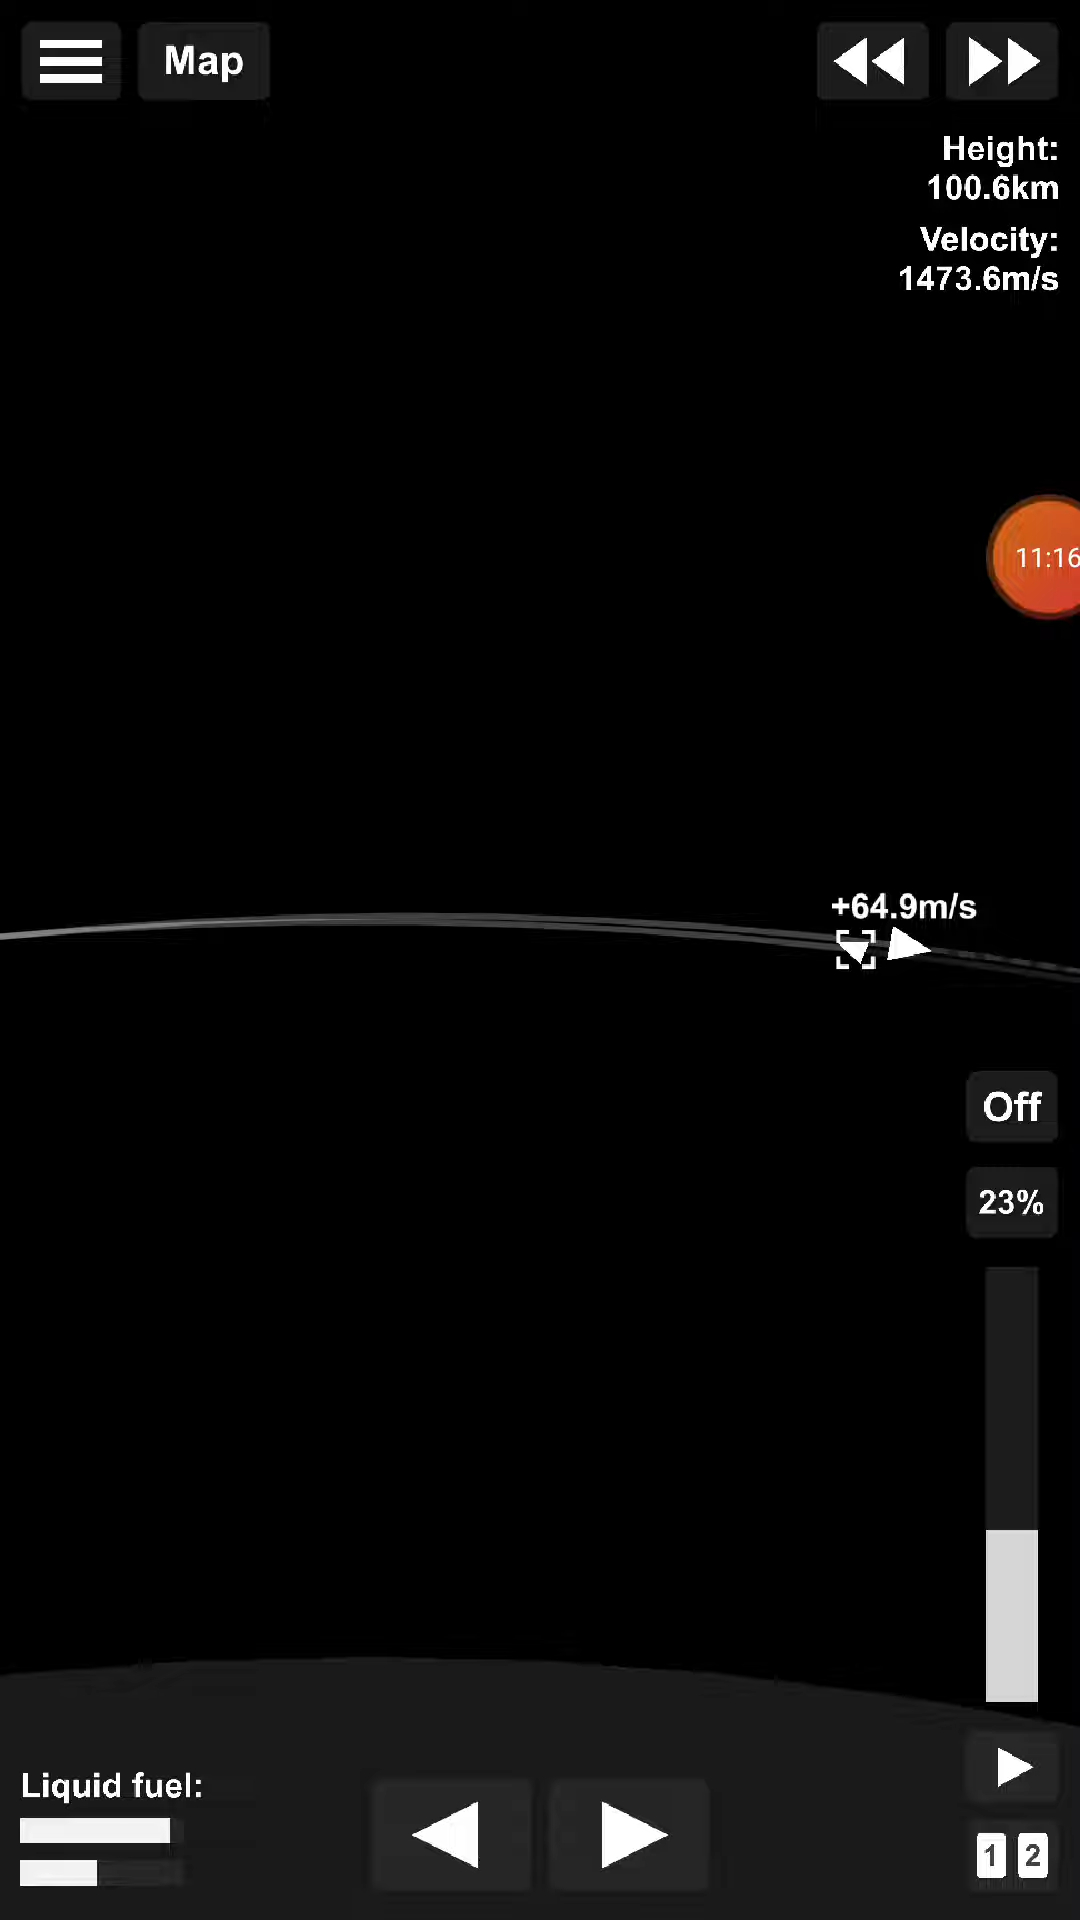 Map
Height:
100.6km
Velocity:
1473.6m/s
11:16
+64.9m/s
Off
23%
Liquid fuel:
1 2